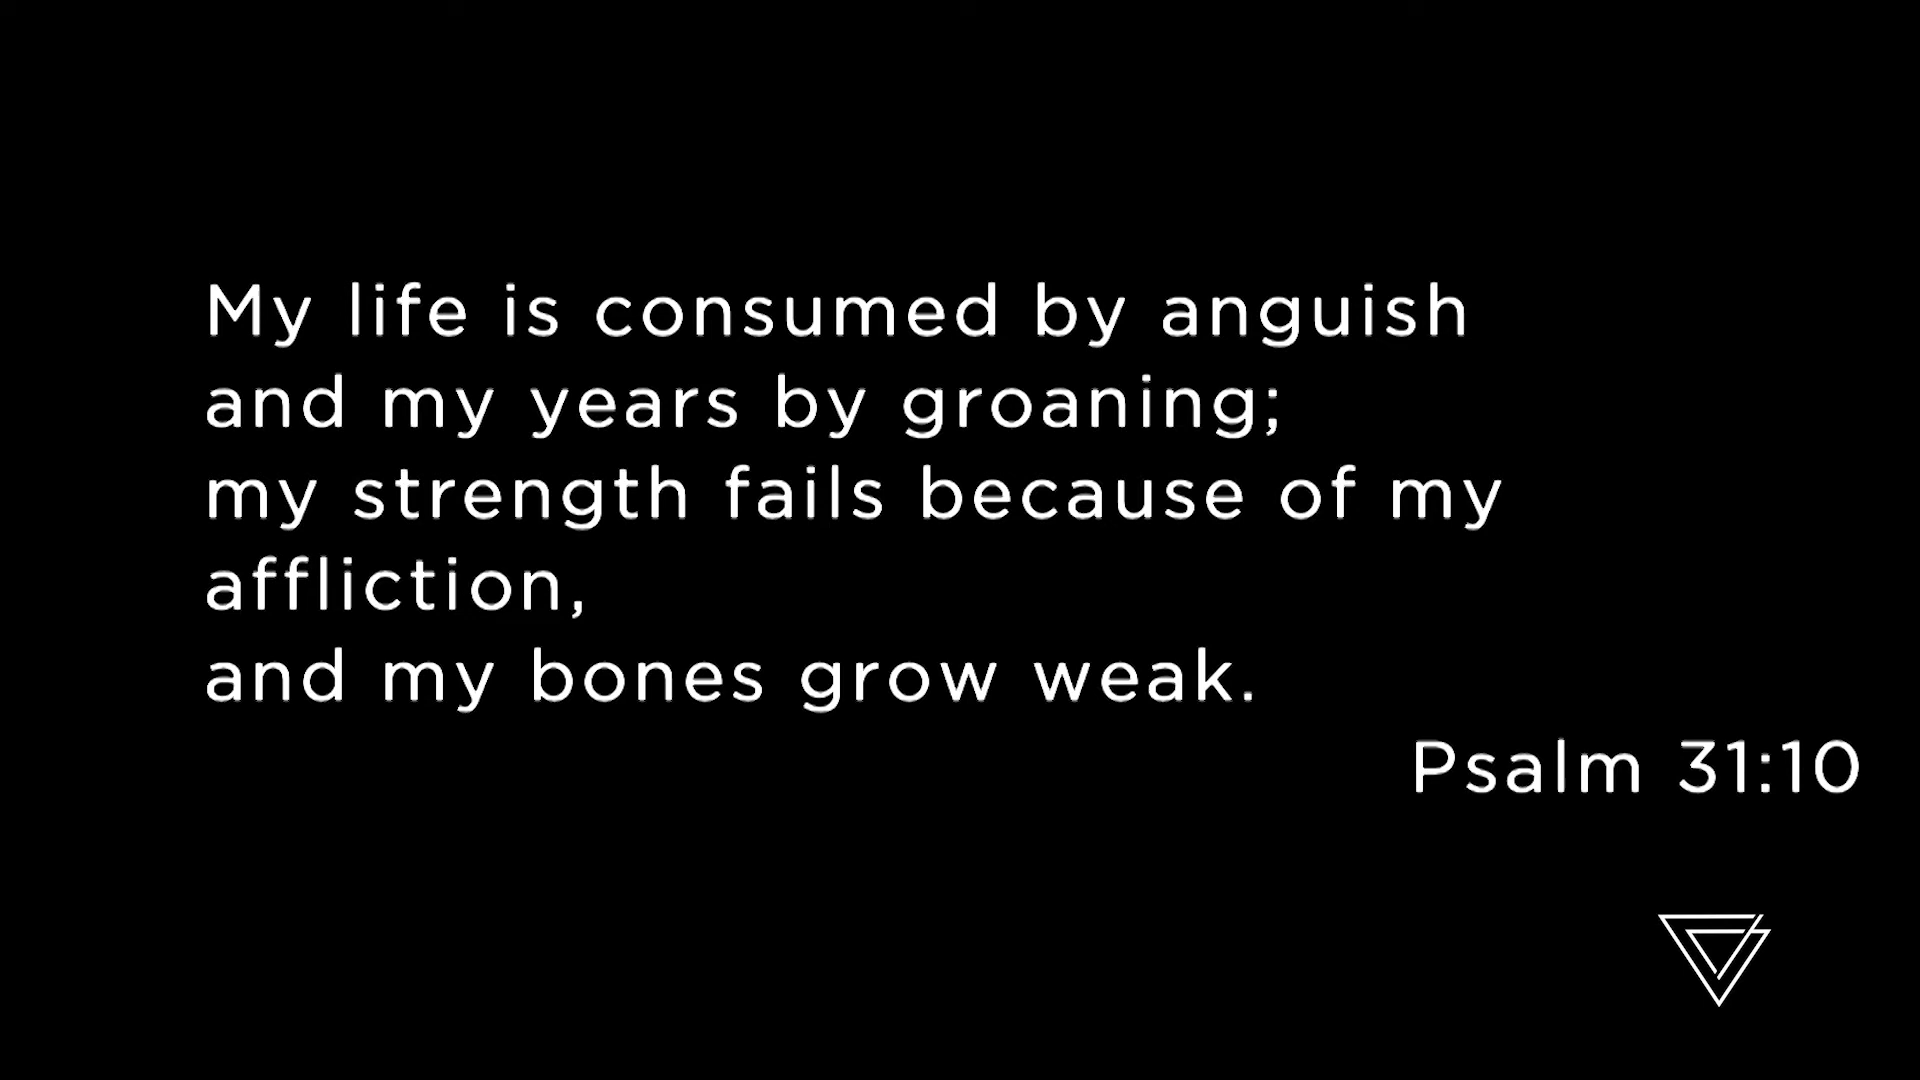 My life is consumed by anguish
and my years by groaning;
my strength fails because of my
affliction,
and my bones grow weak.
Psalm 31:10